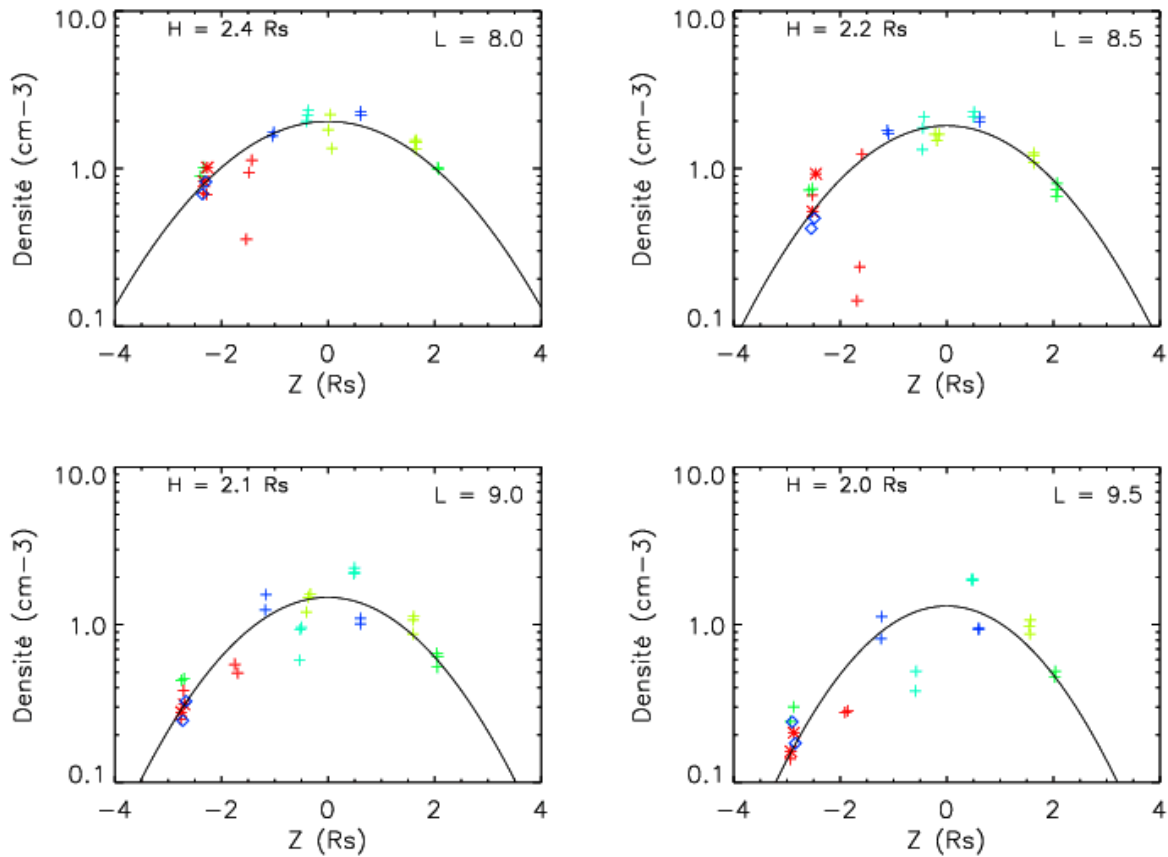 H = 2.4 Rs
L = 8.0
10.0
1.0
0.1
Densité (cm-3)
-4 -2 0 2 4
Z (Rs)
H = 2.2 Rs
L = 8.5
10.0
1.0
0.1
Densité (cm-3)
-4 -2 0 2 4
Z (Rs)
H = 2.1 Rs
L = 9.0
10.0
1.0
0.1
Densité (cm-3)
-4 -2 0 2 4
Z (Rs)
H = 2.0 Rs
L = 9.5
10.0
1.0
0.1
Densité (cm-3)
-4 -2 0 2 4
Z (Rs)